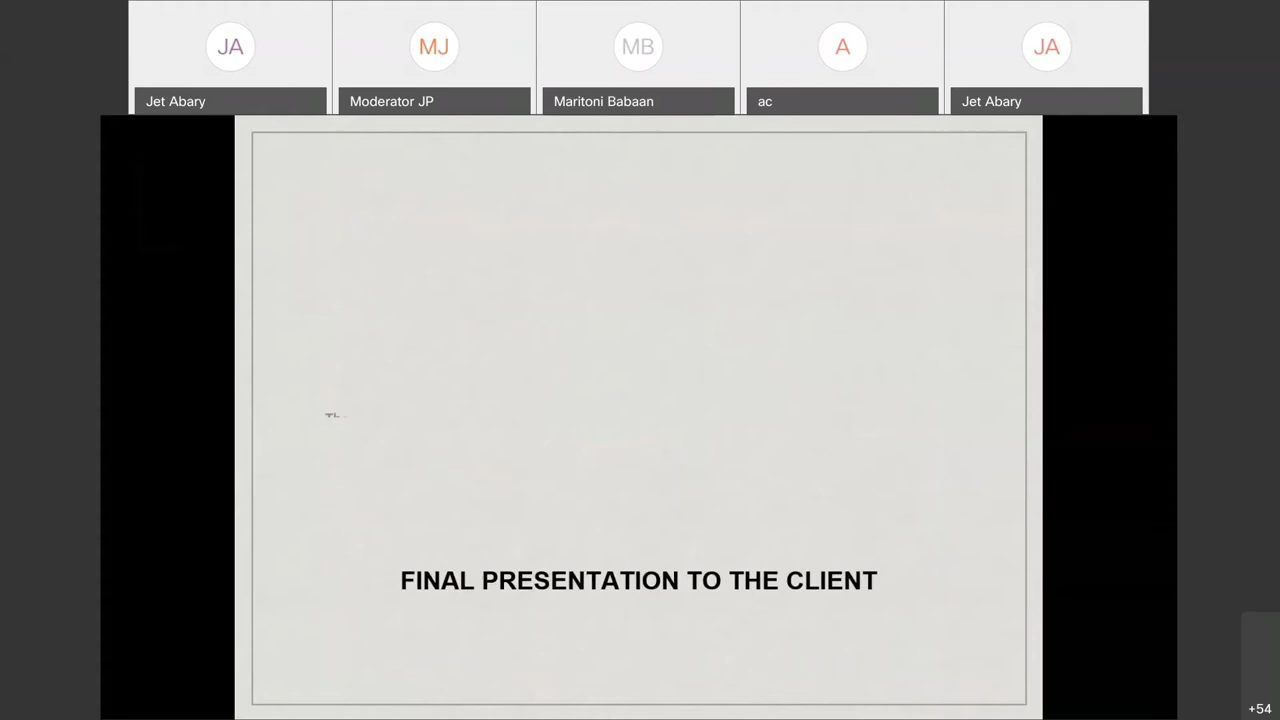 JA
MJ
MB
A
JA
Jet Abary
Moderator JP
Maritoni Babaan
ac
Jet Abary
FINAL PRESENTATION TO THE CLIENT
+54